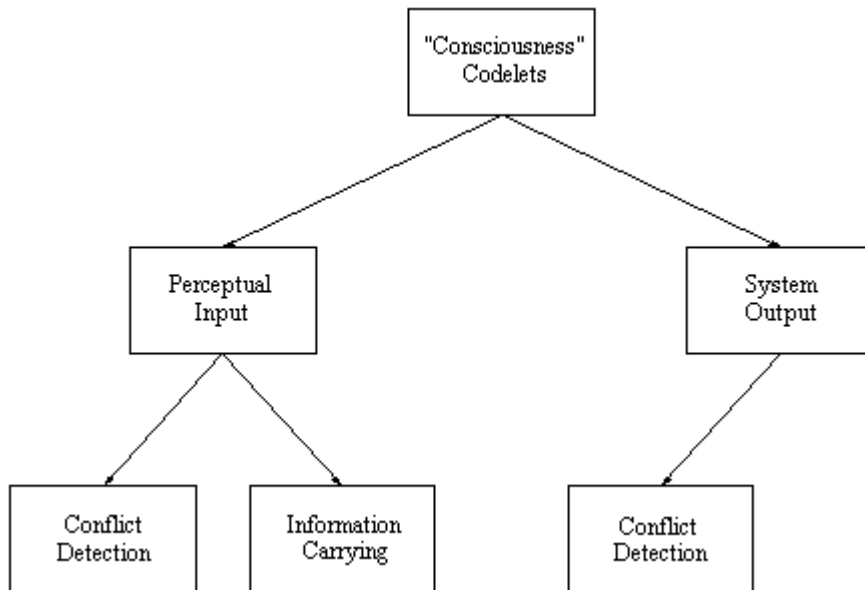 "Consciousness"
Codelets
Perceptual
Input
System
Output
Conflict
Detection
Information
Carrying
Conflict
Detection